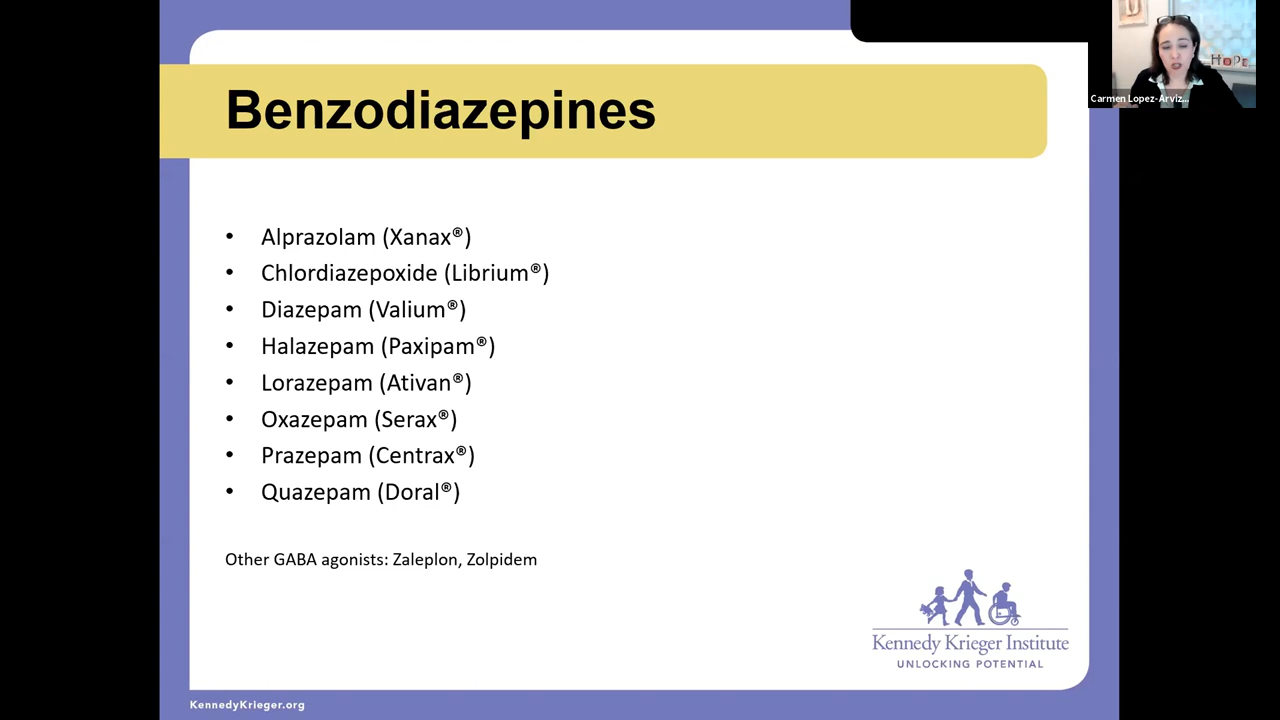 Benzodiazepines
• Alprazolam (Xanax®)
• Chlordiazepoxide (Librium®)
• Diazepam (Valium®)
• Halazepam (Paxipam®)
• Lorazepam (Ativan®)
• Oxazepam (Serax®)
• Prazepam (Centrax®)
• Quazepam (Doral®)
Other GABA agonists: Zaleplon, Zolpidem
Kennedy Krieger Institute
UNLOCKING POTENTIAL
KennedyKrieger.org
HOPE
Carmen Lopez-Arviz...